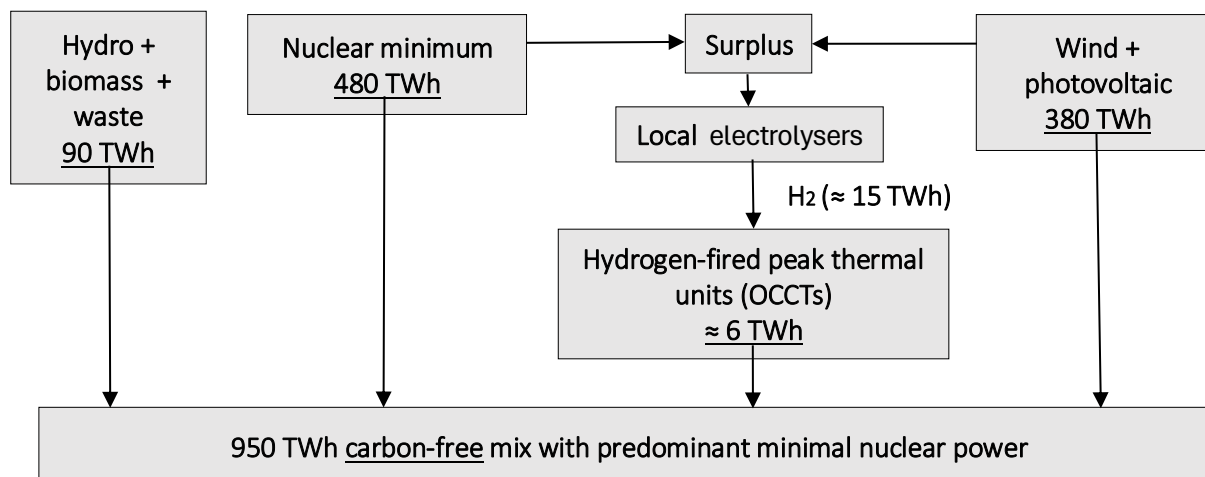 Hydro +
biomass +
waste
90 TWh
Nuclear minimum
480 TWh
Surplus
Wind +
photovoltaic
380 TWh
Local electrolysers
H2 (≈ 15 TWh)
Hydrogen-fired peak thermal
units (OCCTs)
≈ 6 TWh
950 TWh carbon-free mix with predominant minimal nuclear power